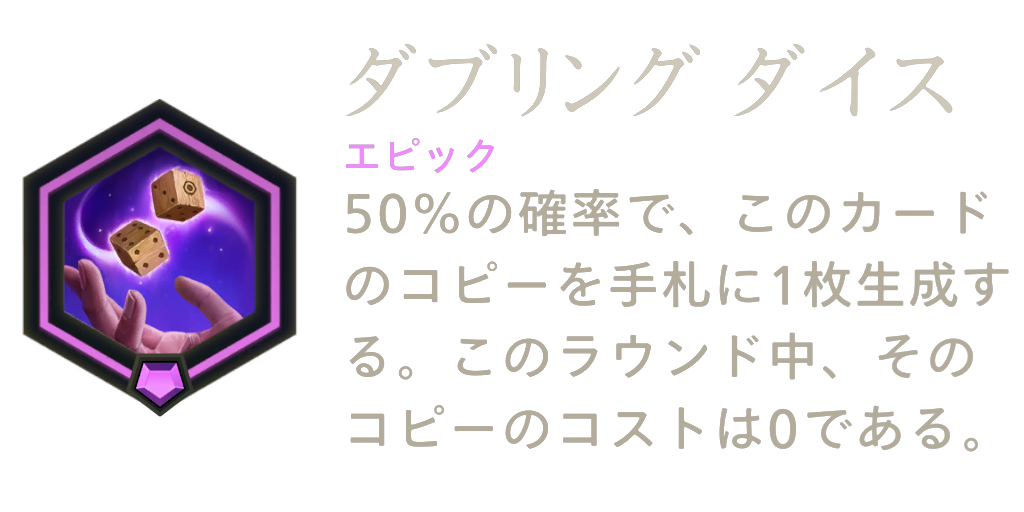 ダブリング ダイス
エピック
50%の確率で、このカード
のコピーを手札に1枚生成す
る。このラウンド中、その
コピーのコストは0である。